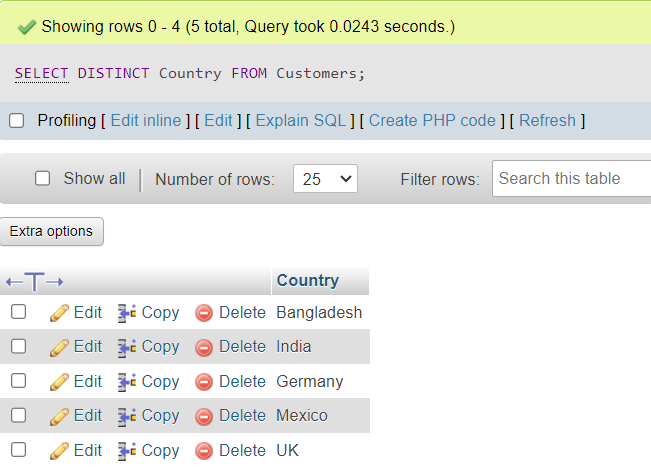 Showing rows 0 - 4 (5 total, Query took 0.0243 seconds.)
SELECT DISTINCT Country FROM Customers;
Profiling [ Edit inline ] [ Edit ] [ Explain SQL ] [ Create PHP code ] [ Refresh ]
Show all | Number of rows: 25 Filter rows: Search this table
Extra options
←T→ Country
Edit Copy Delete Bangladesh
Edit Copy Delete India
Edit Copy Delete Germany
Edit Copy Delete Mexico
Edit Copy Delete UK